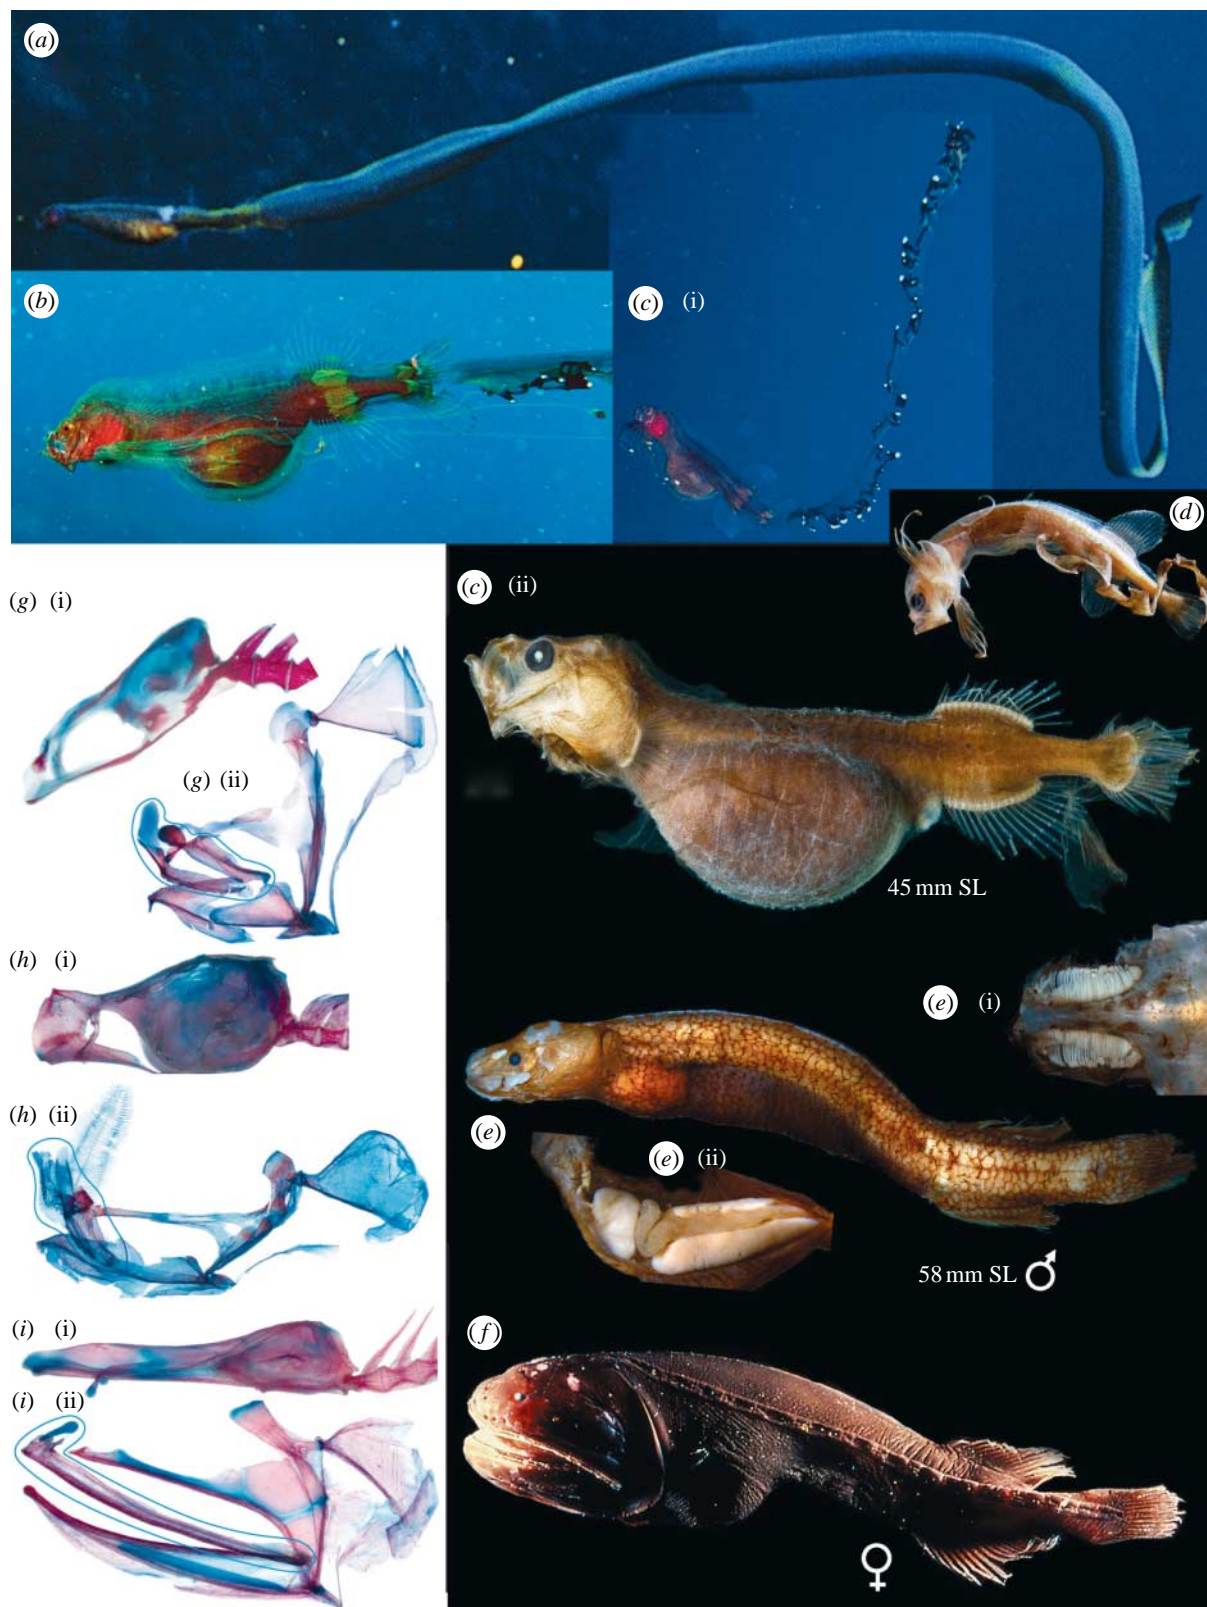 (a)
(b)
(c) (i)
(d)
(g) (i)
(c) (ii)
(g) (ii)
45 mm SL
(h) (i)
(e) (i)
(h) (ii)
(e)
(e) (ii)
58 mm SL ♂
(i) (i)
(f)
(i) (ii)
♀